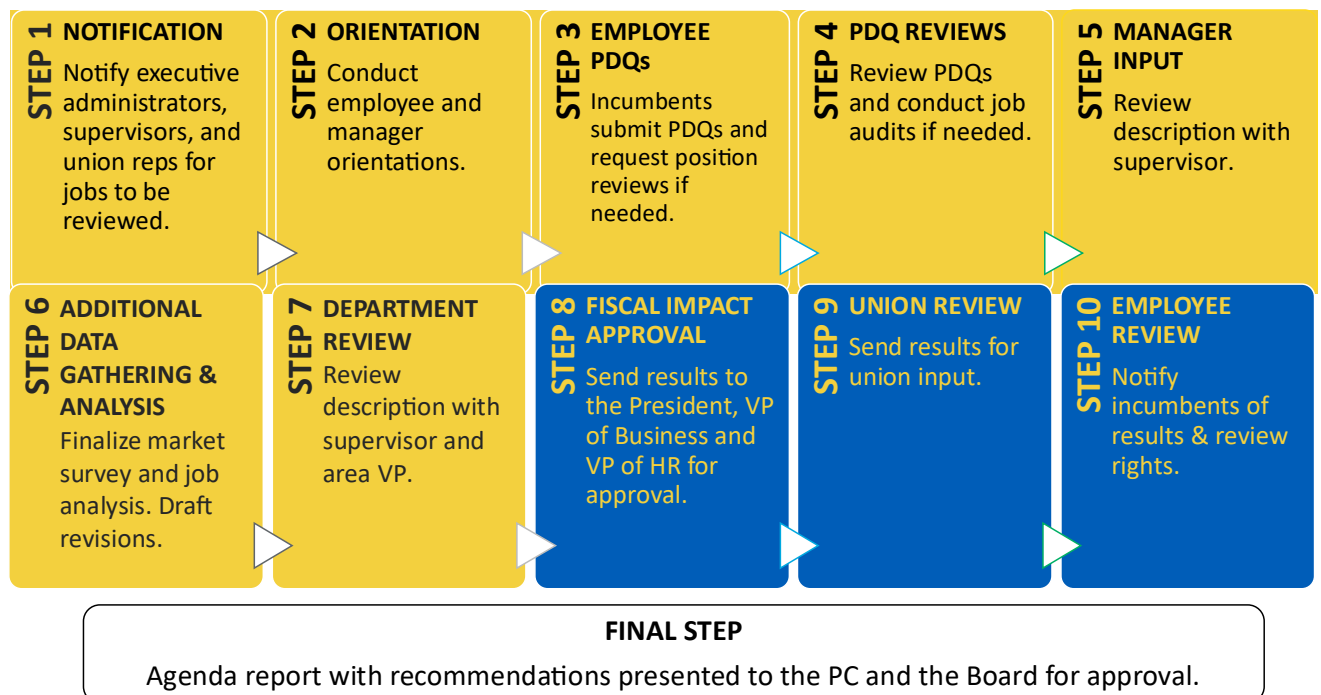 STEP 1
NOTIFICATION
Notify executive
administrators,
supervisors, and
union reps for
jobs to be
reviewed.
STEP 2
ORIENTATION
Conduct
employee and
manager
orientations.
STEP 3
EMPLOYEE
PDQs
Incumbents
submit PDQs and
request position
reviews if
needed.
STEP 4
PDQ REVIEWS
Review PDQs
and conduct job
audits if needed.
STEP 5
MANAGER
INPUT
Review
description with
supervisor.
STEP 6
ADDITIONAL
DATA
GATHERING &
ANALYSIS
Finalize market
survey and job
analysis. Draft
revisions.
STEP 7
DEPARTMENT
REVIEW
Review
description with
supervisor and
area VP.
STEP 8
FISCAL IMPACT
APPROVAL
Send results to
the President, VP
of Business and
VP of HR for
approval.
STEP 9
UNION REVIEW
Send results for
union input.
STEP 10
EMPLOYEE
REVIEW
Notify
incumbents of
results & review
rights.
FINAL STEP
Agenda report with recommendations presented to the PC and the Board for approval.